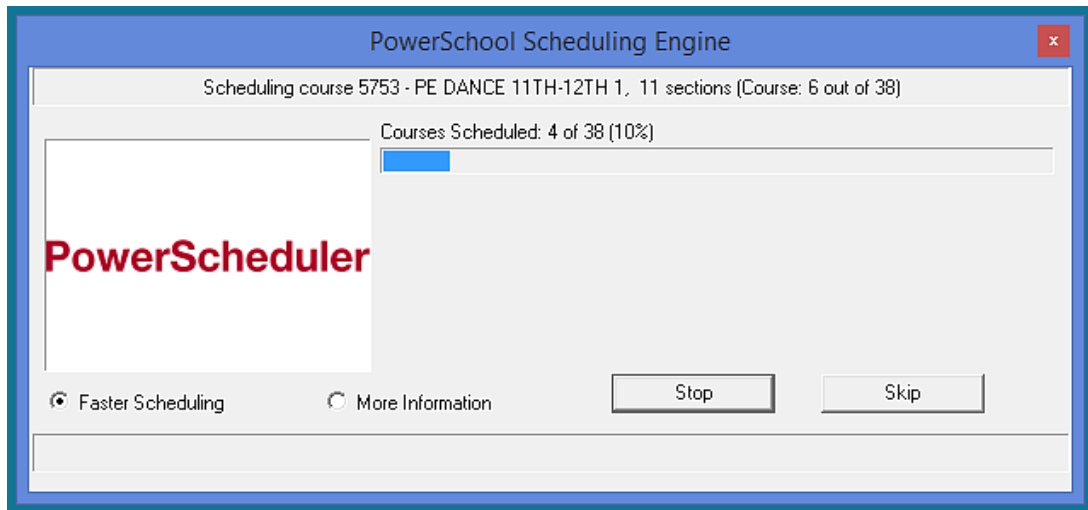 PowerSchool Scheduling Engine
x
Scheduling course 5753 - PE DANCE 11TH-12TH 1, 11 sections (Course: 6 out of 38)
Courses Scheduled: 4 of 38 (10%)
PowerScheduler
Faster Scheduling
More Information
Stop
Skip